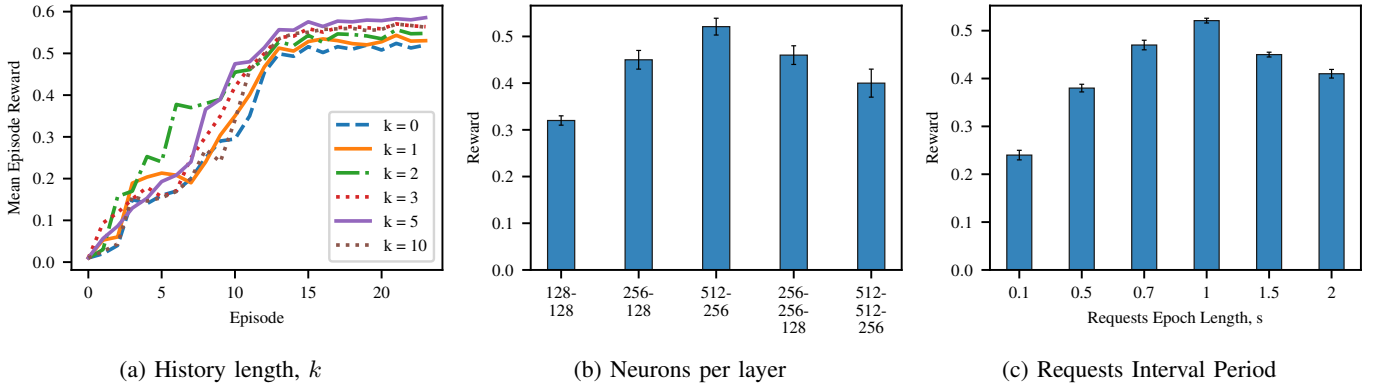 Mean Episode Reward
0.6
0.5
0.4
0.3
0.2
0.1
0.0
k = 0
k = 1
k = 2
k = 3
k = 5
k = 10
0 5 10 15 20
Episode
(a) History length, k
Reward
0.5
0.4
0.3
0.2
0.1
0.0
128-
128
256-
128
512-
256
256-
256-
128
512-
512-
256
(b) Neurons per layer
Reward
0.5
0.4
0.3
0.2
0.1
0.0
0.1 0.5 0.7 1 1.5 2
Requests Epoch Length, s
(c) Requests Interval Period